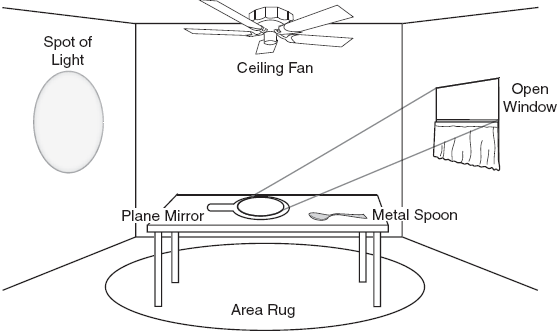 Spot of
Light
Ceiling Fan
Open
Window
Plane Mirror
Metal Spoon
Area Rug